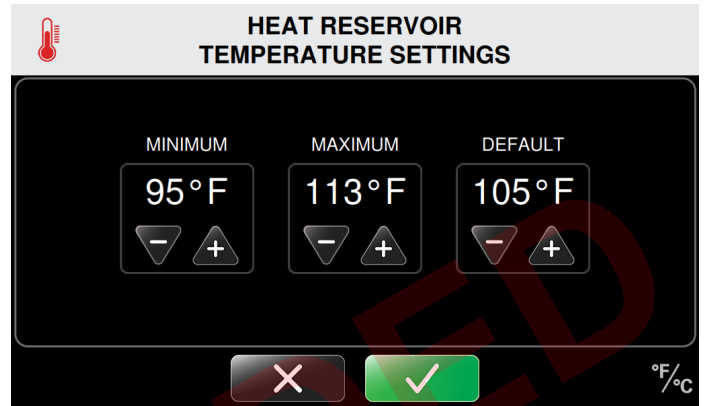 HEAT RESERVOIR
TEMPERATURE SETTINGS
MINIMUM MAXIMUM DEFAULT
95°F 113°F 105°F
− + − + − +
°F/°C